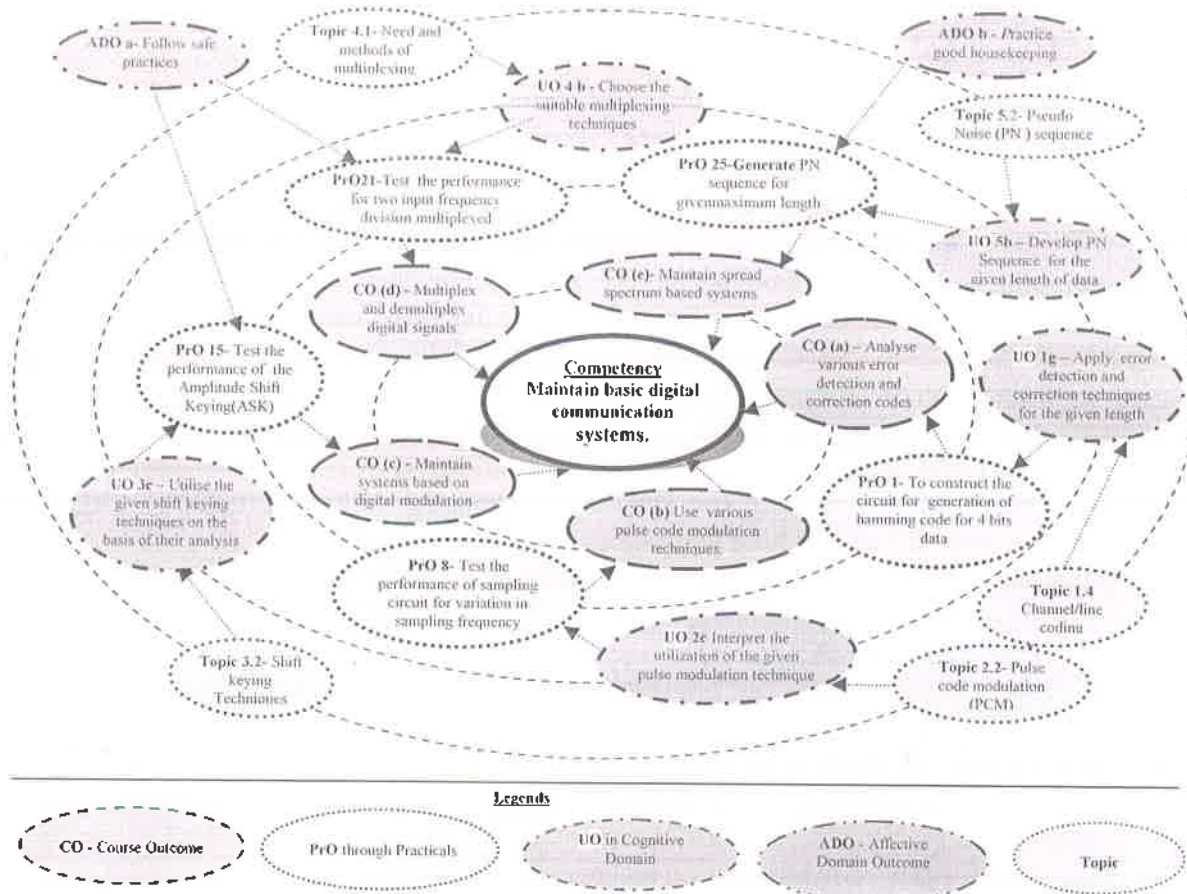 ADO a- Follow safe
practices
Topic 4.1- Need and
methods of
multiplexing
ADO b - Practice
good housekeeping
UO 4 b - Choose the
suitable multiplexing
techniques
Topic 5.2- Pseudo
Noise (PN ) sequence
PrO21-Test the performance
for two input frequency
division multiplexed
PrO 25-Generate PN
sequence for
givenmaximum length
UO 5b – Develop PN
Sequence for the
given length of data
CO (d) - Multiplex
and demultiplex
digital signals
CO (e)- Maintain spread
spectrum based systems
PrO 15- Test the
performance of the
Amplitude Shift
Keying(ASK)
Competency
Maintain basic digital
communication
systems.
CO (a) – Analyse
various error
detection and
correction codes
UO 1g – Apply error
detection and
correction techniques
for the given length
UO 3c – Utilise the
given shift keying
techniques on the
basis of their analysis
CO (c) - Maintain
systems based on
digital modulation
CO (b) Use various
pulse code modulation
techniques.
PrO 1- To construct the
circuit for generation of
hamming code for 4 bits
data
PrO 8- Test the
performance of sampling
circuit for variation in
sampling frequency
Topic 1.4
Channel/line
coding
UO 2c Interpret the
utilization of the given
pulse modulation technique
Topic 3.2- Shift
keying
Techniques
Topic 2.2- Pulse
code modulation
(PCM)
Legends
CO - Course Outcome
PrO through Practicals
UO in Cognitive
Domain
ADO - Affective
Domain Outcome
Topic